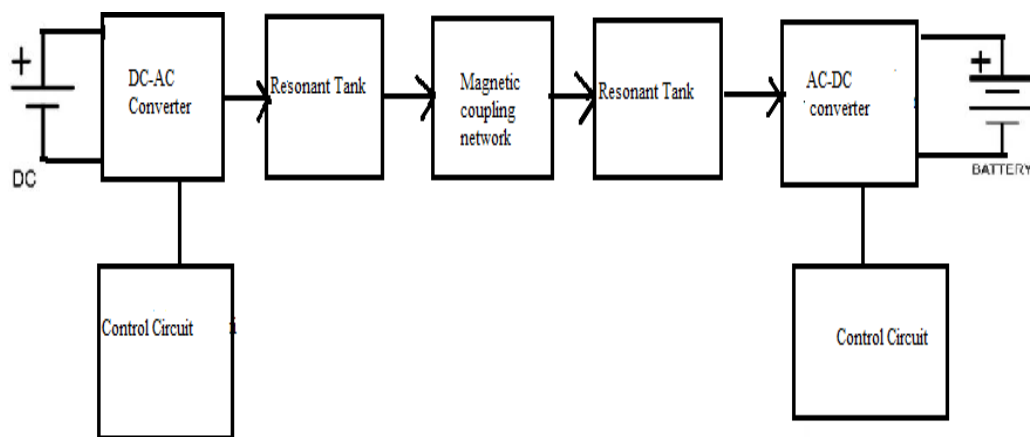 +
DC
DC-AC
Converter
Resonant Tank
Magnetic
coupling
network
Resonant Tank
AC-DC
converter
+
BATTERY
Control Circuit
Control Circuit